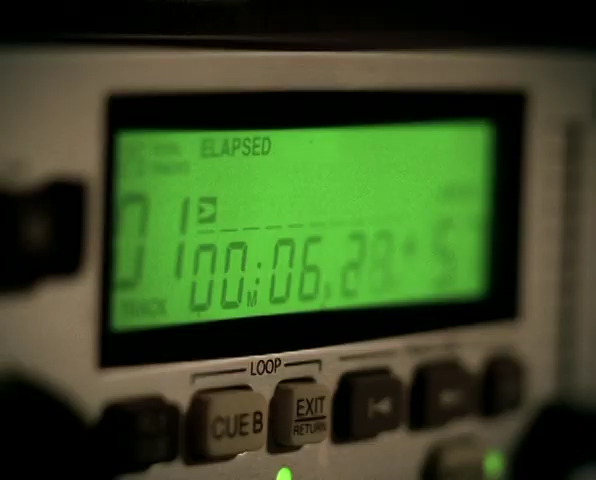 ELAPSED
01
00:06,28
M
TRACK
LOOP
CUE B
EXIT
RETURN